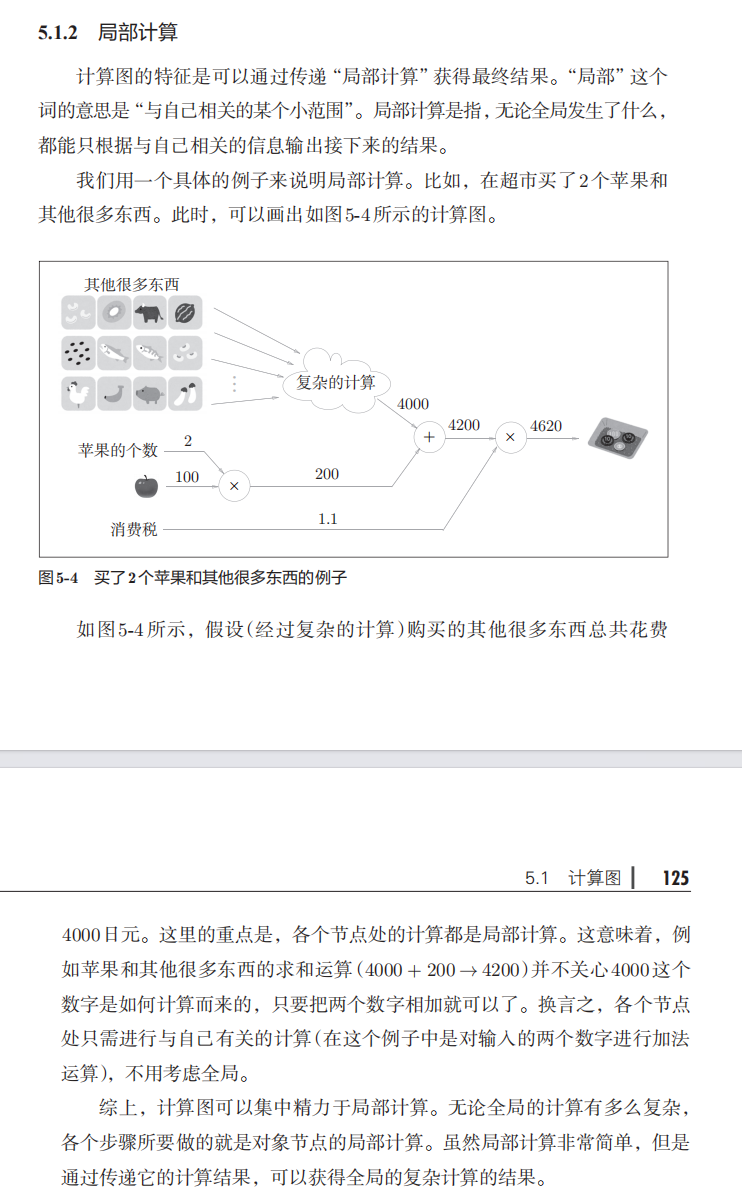 5.1.2 局部计算
计算图的特征是可以通过传递“局部计算”获得最终结果。“局部”这个
词的意思是“与自己相关的某个小范围”。局部计算是指，无论全局发生了什么，
都能只根据与自己相关的信息输出接下来的结果。
我们用一个具体的例子来说明局部计算。比如，在超市买了2个苹果和
其他很多东西。此时，可以画出如图5-4所示的计算图。
其他很多东西
复杂的计算
4000
苹果的个数
2
+
4200
×
4620
100
×
200
消费税
1.1
图5-4 买了2个苹果和其他很多东西的例子
如图5-4所示，假设(经过复杂的计算)购买的其他很多东西总共花费
5.1 计算图 125
4000日元。这里的重点是，各个节点处的计算都是局部计算。这意味着，例
如苹果和其他很多东西的求和运算(4000 + 200 → 4200)并不关心4000这个
数字是如何计算而来的，只要把两个数字相加就可以了。换言之，各个节点
处只需进行与自己有关的计算(在这个例子中是对输入的两个数字进行加法
运算)，不用考虑全局。
综上，计算图可以集中精力于局部计算。无论全局的计算有多么复杂，
各个步骤所要做的就是对象节点的局部计算。虽然局部计算非常简单，但是
通过传递它的计算结果，可以获得全局的复杂计算的结果。